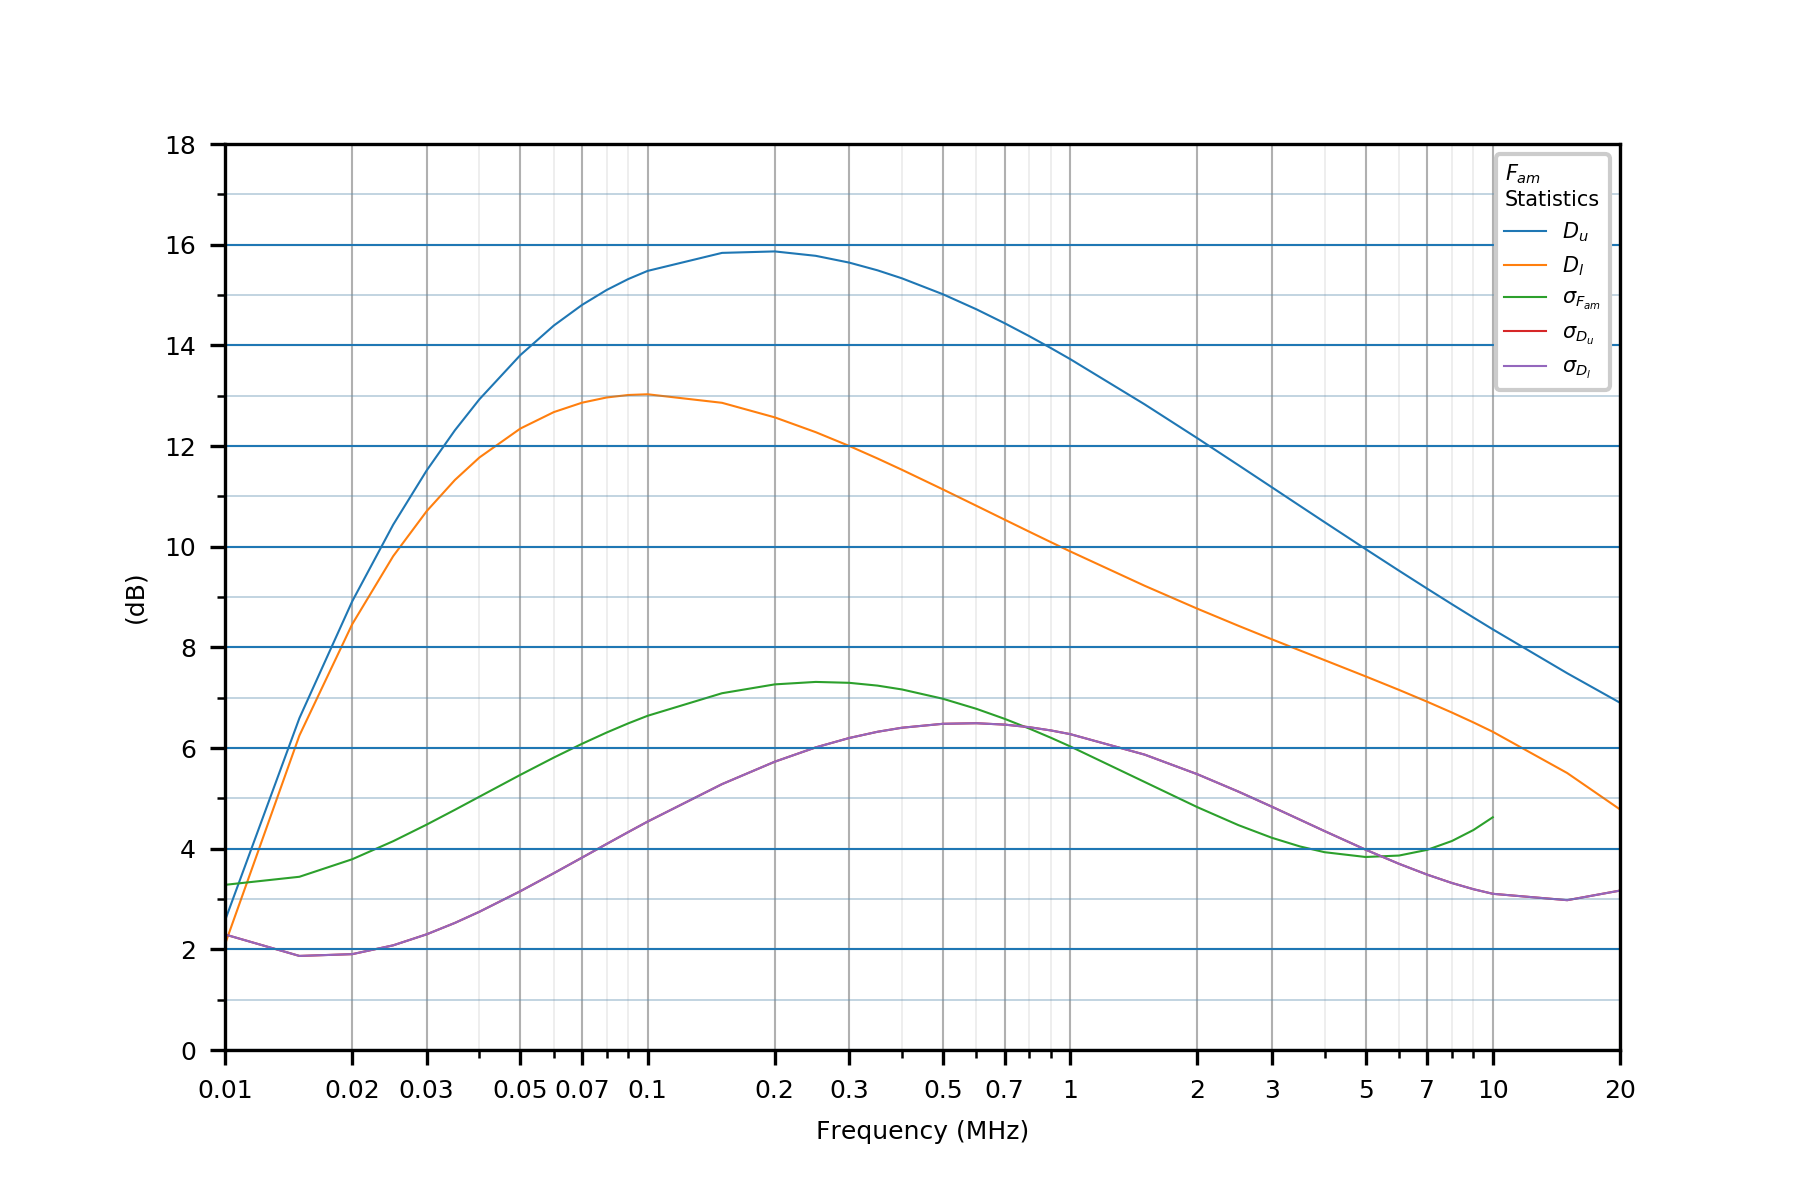 18
16
14
12
10
8
6
4
2
0
(dB)
F_am
Statistics
D_u
D_l
σ_F_am
σ_D_u
σ_D_l
0.01 0.02 0.03 0.05 0.07 0.1 0.2 0.3 0.5 0.7 1 2 3 5 7 10 20
Frequency (MHz)